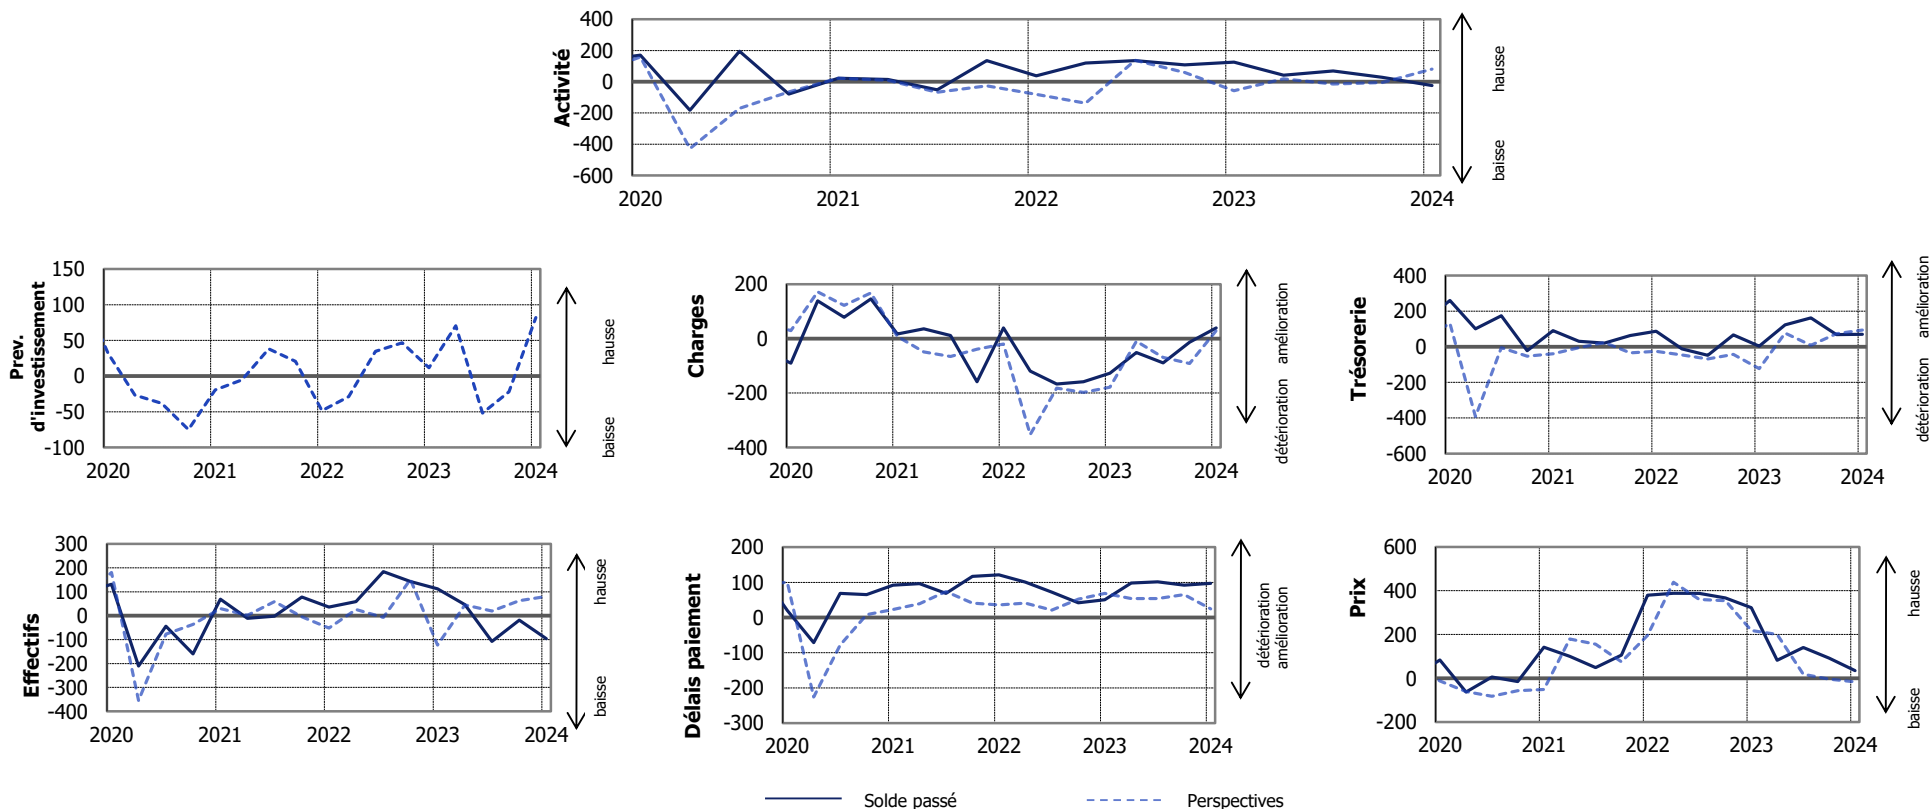 Activité
400
200
0
-200
-400
-600
2020 2021 2022 2023 2024
hausse
baisse
Prev.
d'investissement
150
100
50
0
-50
-100
2020 2021 2022 2023 2024
hausse
baisse
Charges
200
0
-200
-400
2020 2021 2022 2023 2024
amélioration
détérioration
Trésorerie
400
200
0
-200
-400
-600
2020 2021 2022 2023 2024
amélioration
détérioration
Effectifs
300
200
100
0
-100
-200
-300
-400
2020 2021 2022 2023 2024
hausse
baisse
Délais paiement
200
100
0
-100
-200
-300
2020 2021 2022 2023 2024
détérioration
amélioration
Prix
600
400
200
0
-200
2020 2021 2022 2023 2024
hausse
baisse
Solde passé Perspectives